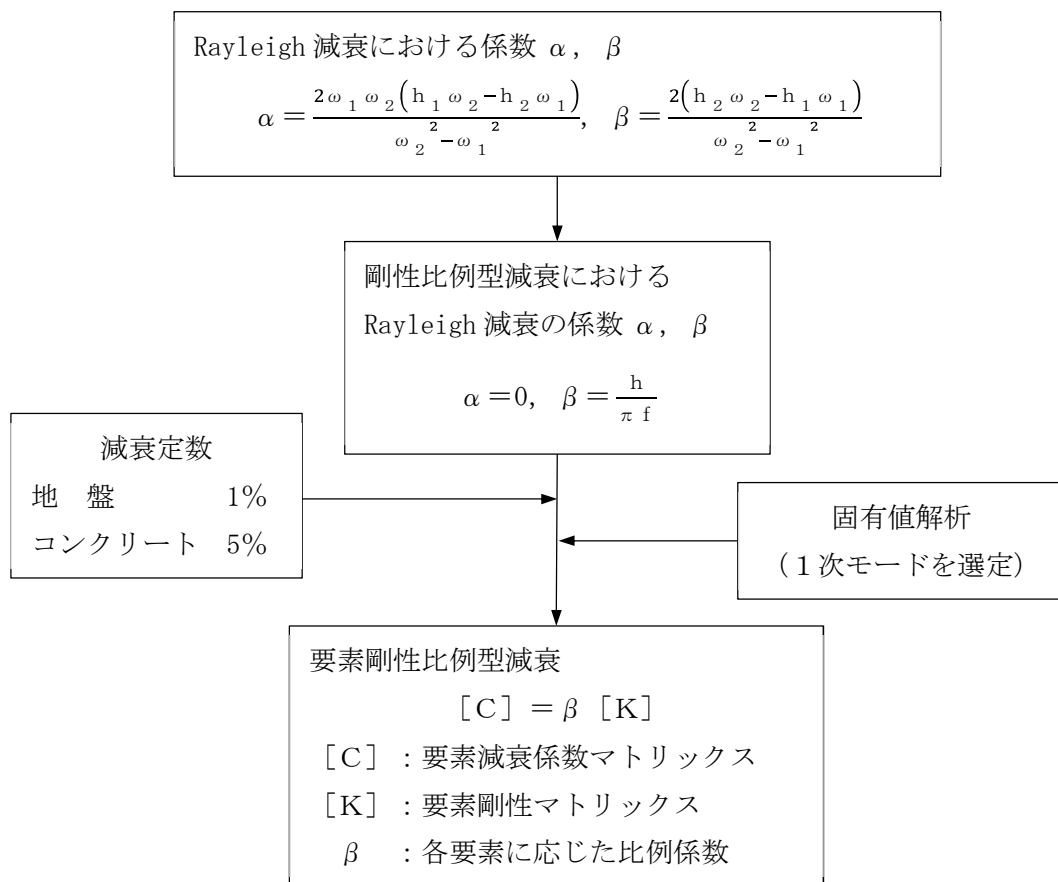 Rayleigh 減衰における係数 α, β
α＝2ω1ω2(h1ω2−h2ω1)/(ω2²−ω1²), β＝2(h2ω2−h1ω1)/(ω2²−ω1²)
剛性比例型減衰における
Rayleigh 減衰の係数 α, β
α＝0, β＝h/πf
減衰定数
地　盤　1%
コンクリート　5%
固有値解析
（１次モードを選定）
要素剛性比例型減衰
［C］＝β［K］
［C］：要素減衰係数マトリックス
［K］：要素剛性マトリックス
β　：各要素に応じた比例係数